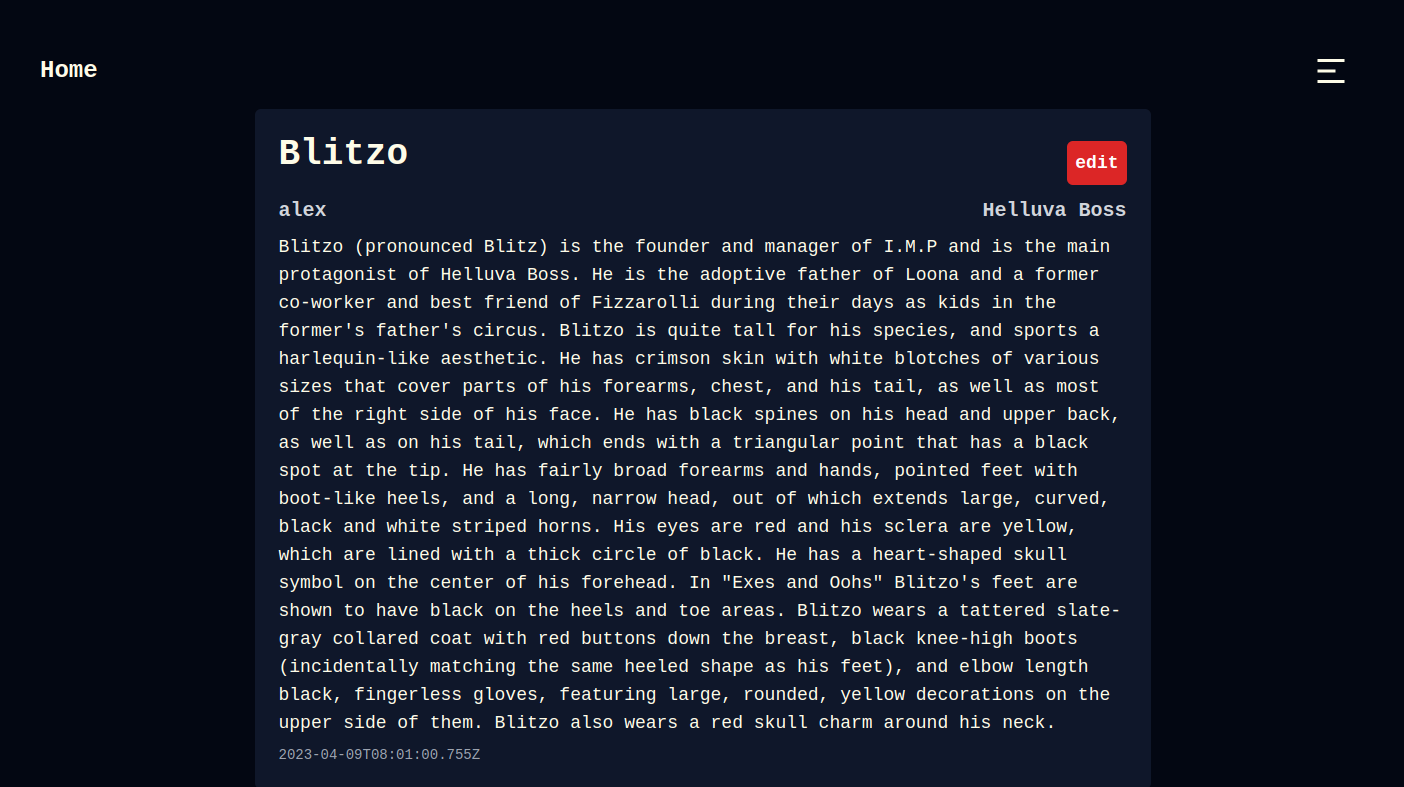 Home
Blitzo
edit
alex
Helluva Boss
Blitzo (pronounced Blitz) is the founder and manager of I.M.P and is the main
protagonist of Helluva Boss. He is the adoptive father of Loona and a former
co-worker and best friend of Fizzarolli during their days as kids in the
former's father's circus. Blitzo is quite tall for his species, and sports a
harlequin-like aesthetic. He has crimson skin with white blotches of various
sizes that cover parts of his forearms, chest, and his tail, as well as most
of the right side of his face. He has black spines on his head and upper back,
as well as on his tail, which ends with a triangular point that has a black
spot at the tip. He has fairly broad forearms and hands, pointed feet with
boot-like heels, and a long, narrow head, out of which extends large, curved,
black and white striped horns. His eyes are red and his sclera are yellow,
which are lined with a thick circle of black. He has a heart-shaped skull
symbol on the center of his forehead. In "Exes and Oohs" Blitzo's feet are
shown to have black on the heels and toe areas. Blitzo wears a tattered slate-
gray collared coat with red buttons down the breast, black knee-high boots
(incidentally matching the same heeled shape as his feet), and elbow length
black, fingerless gloves, featuring large, rounded, yellow decorations on the
upper side of them. Blitzo also wears a red skull charm around his neck.
2023-04-09T08:01:00.755Z